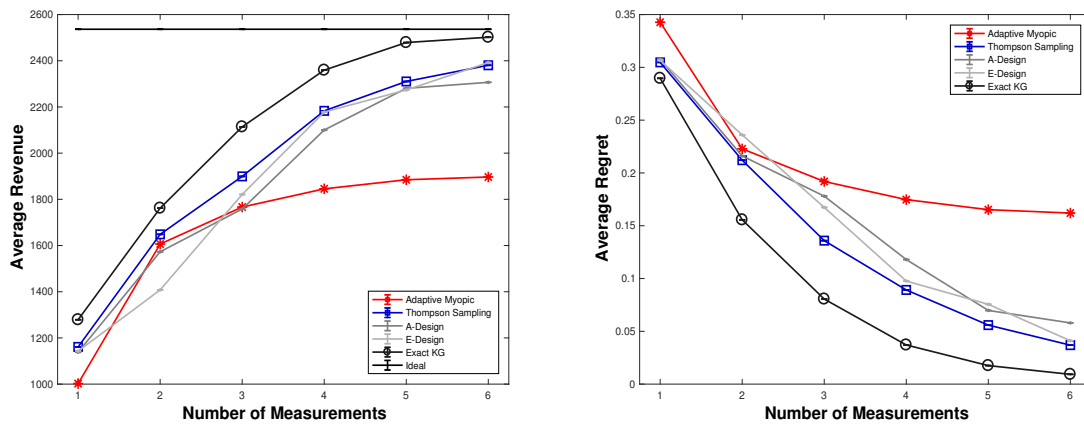 2600
2400
2200
2000
1800
1600
1400
1200
1000
Average Revenue
1 2 3 4 5 6
Number of Measurements
Adaptive Myopic
Thompson Sampling
A-Design
E-Design
Exact KG
Ideal
0.35
0.3
0.25
0.2
0.15
0.1
0.05
0
Average Regret
1 2 3 4 5 6
Number of Measurements
Adaptive Myopic
Thompson Sampling
A-Design
E-Design
Exact KG